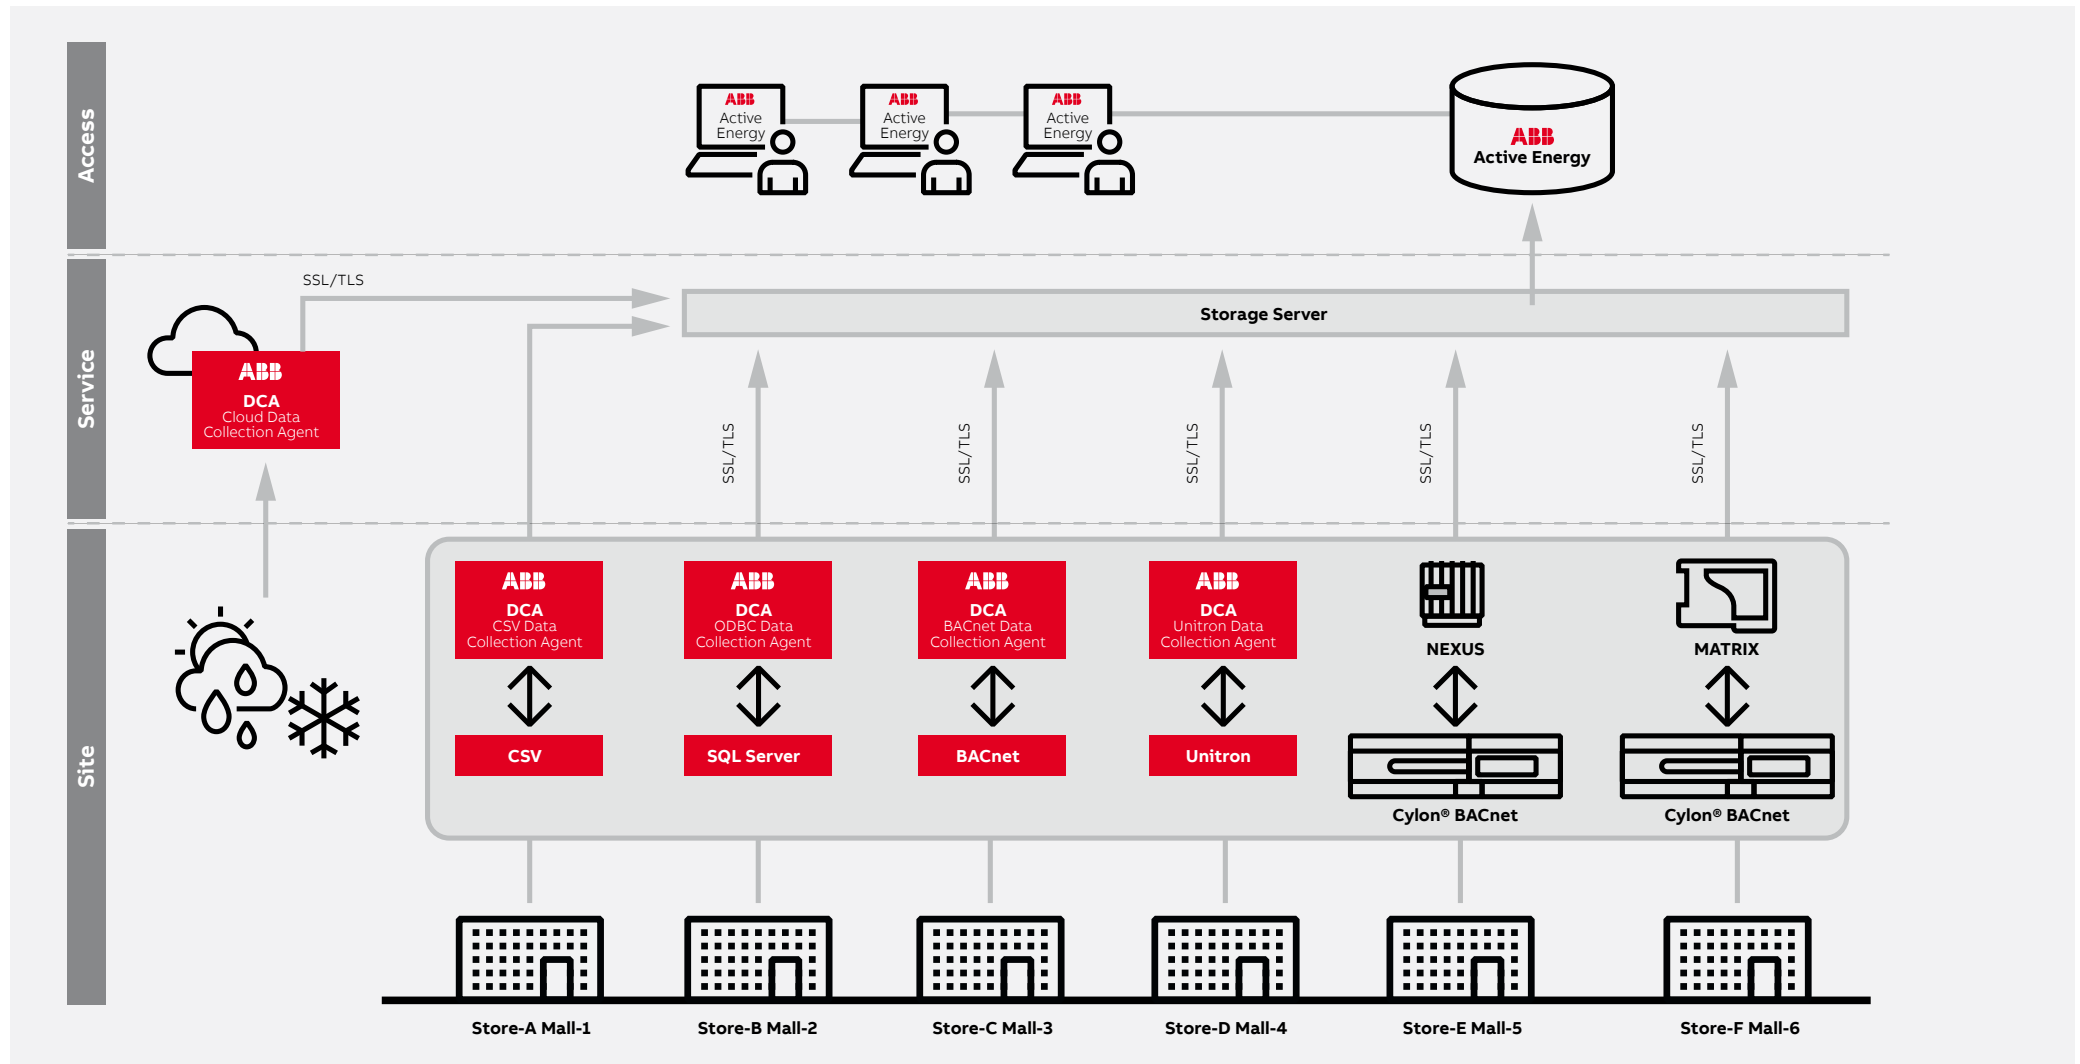 Access
ABB
Active
Energy
ABB
Active
Energy
ABB
Active
Energy
ABB
Active Energy
Service
SSL/TLS
Storage Server
ABB
DCA
Cloud Data
Collection Agent
SSL/TLS
SSL/TLS
SSL/TLS
SSL/TLS
SSL/TLS
Site
ABB
DCA
CSV Data
Collection Agent
ABB
DCA
ODBC Data
Collection Agent
ABB
DCA
BACnet Data
Collection Agent
ABB
DCA
Unitron Data
Collection Agent
NEXUS
MATRIX
CSV
SQL Server
BACnet
Unitron
Cylon® BACnet
Cylon® BACnet
Store-A Mall-1
Store-B Mall-2
Store-C Mall-3
Store-D Mall-4
Store-E Mall-5
Store-F Mall-6